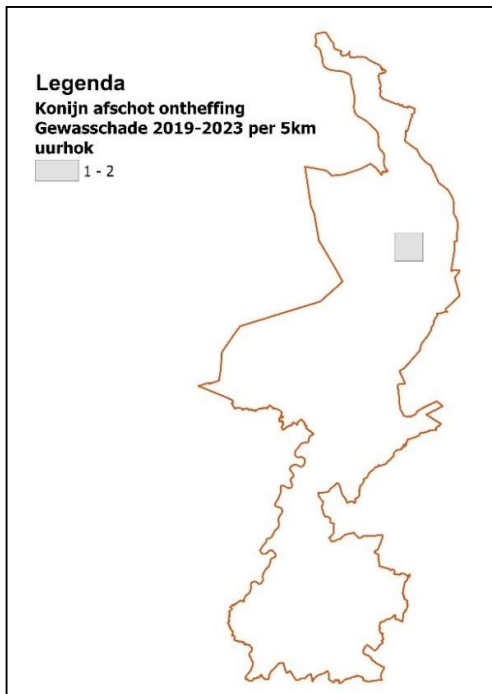 Legenda
Konijn afschot ontheffing
Gewasschade 2019-2023 per 5km
uurhok
1 - 2